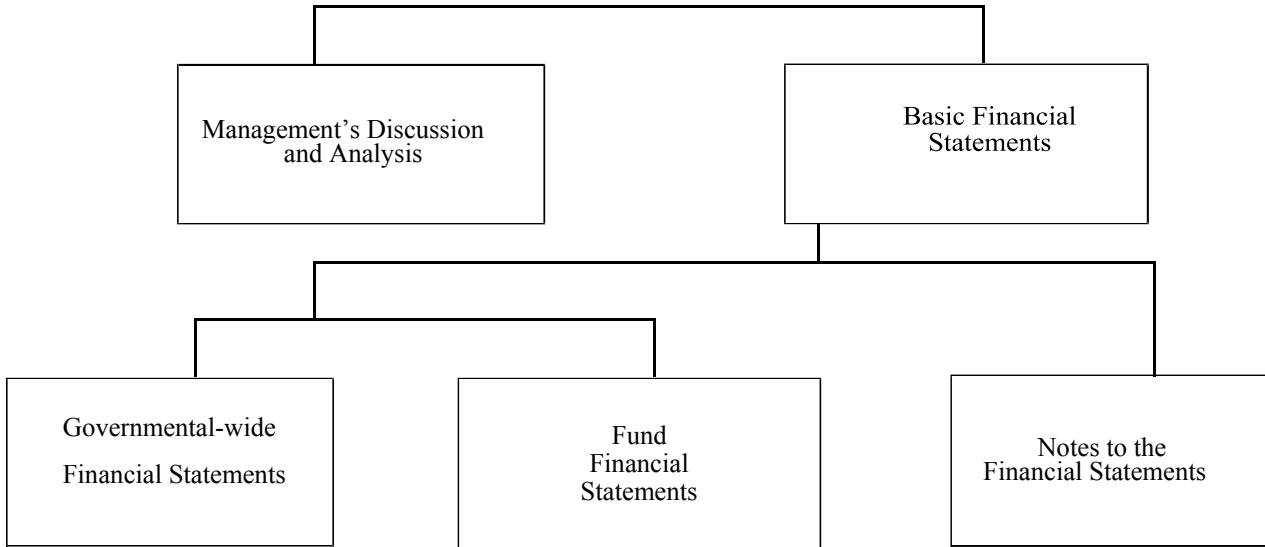 Management’s Discussion
and Analysis
Basic Financial
Statements
Governmental-wide
Financial Statements
Fund
Financial
Statements
Notes to the
Financial Statements